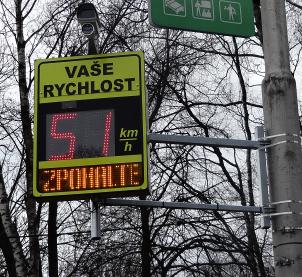 VAŠE
RYCHLOST
51
km
h
ZPOMALTE